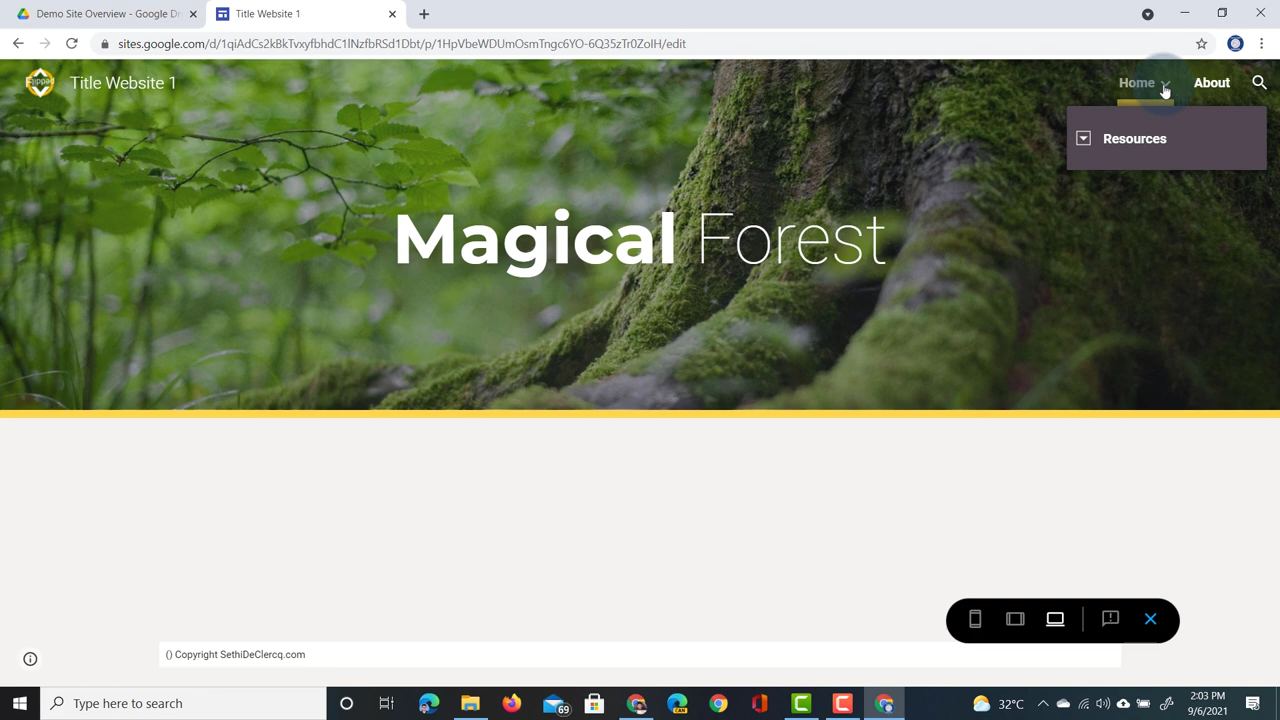 Demo Site Overview - Google Dr
Title Website 1
sites.google.com/d/1qiAdCs2kBkTvxyfbhdC1lNzfbRSd1Dbt/p/1HpVbeWDUmOsmTngc6YO-6Q35zTr0ZoIH/edit
Flipped
Title Website 1
Home
About
Resources
Magical Forest
() Copyright SethiDeClercq.com
Type here to search
69
CAN
32°C
2:03 PM
9/6/2021